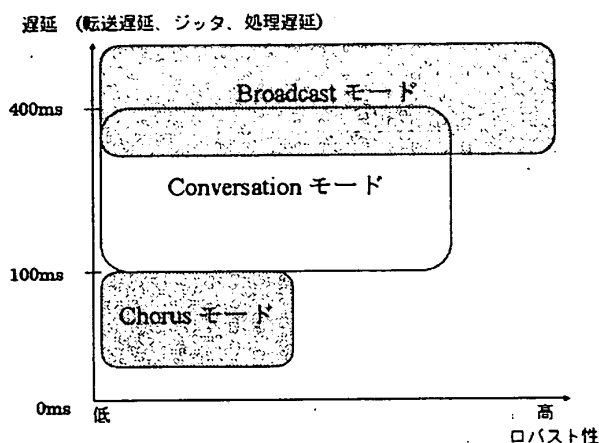 遅延 (転送遅延、ジッタ、処理遅延)
Broadcast モード
400ms
Conversation モード
100ms
Chorus モード
0ms
低
高
ロバスト性